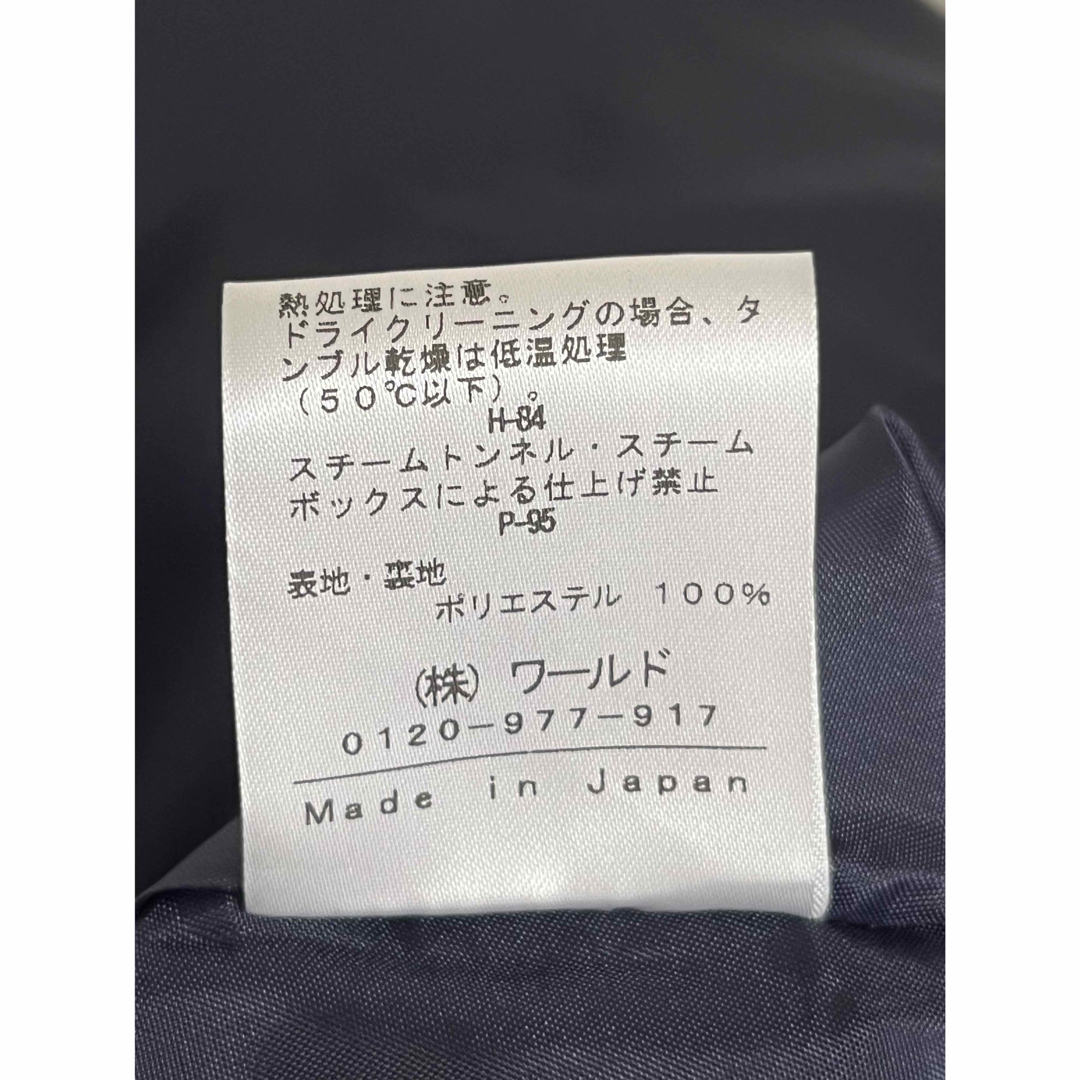 熱処理に注意。
ドライクリーニングの場合、タ
ンブル乾燥は低温処理
（50℃以下）。
H-84
スチームトンネル・スチーム
ボックスによる仕上げ禁止
P-95
表地・裏地
ポリエステル 100%
(株) ワールド
0120-977-917
Made in Japan